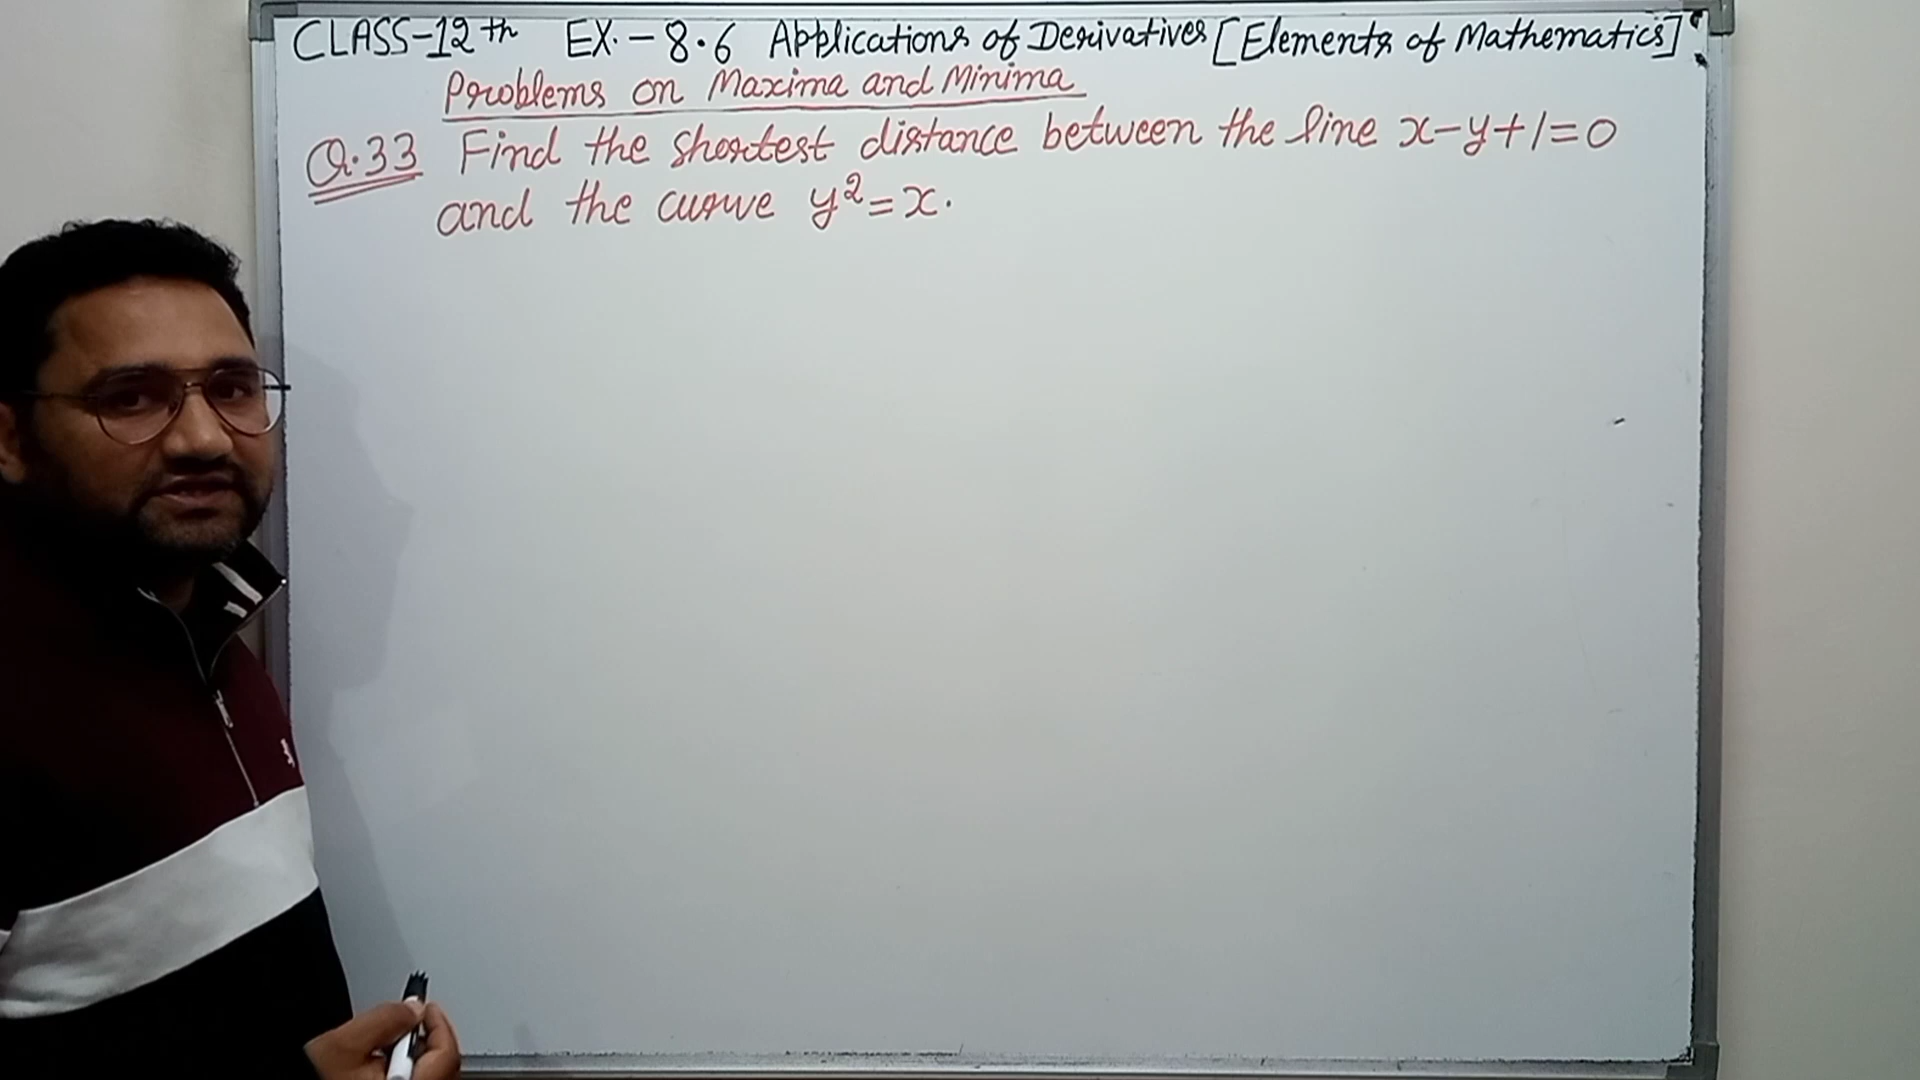 CLASS-12th EX.-8.6 Applications of Derivatives [Elements of Mathematics]
Problems on Maxima and Minima
Q.33 Find the shortest distance between the line x-y+1=0
and the curve y²=x.